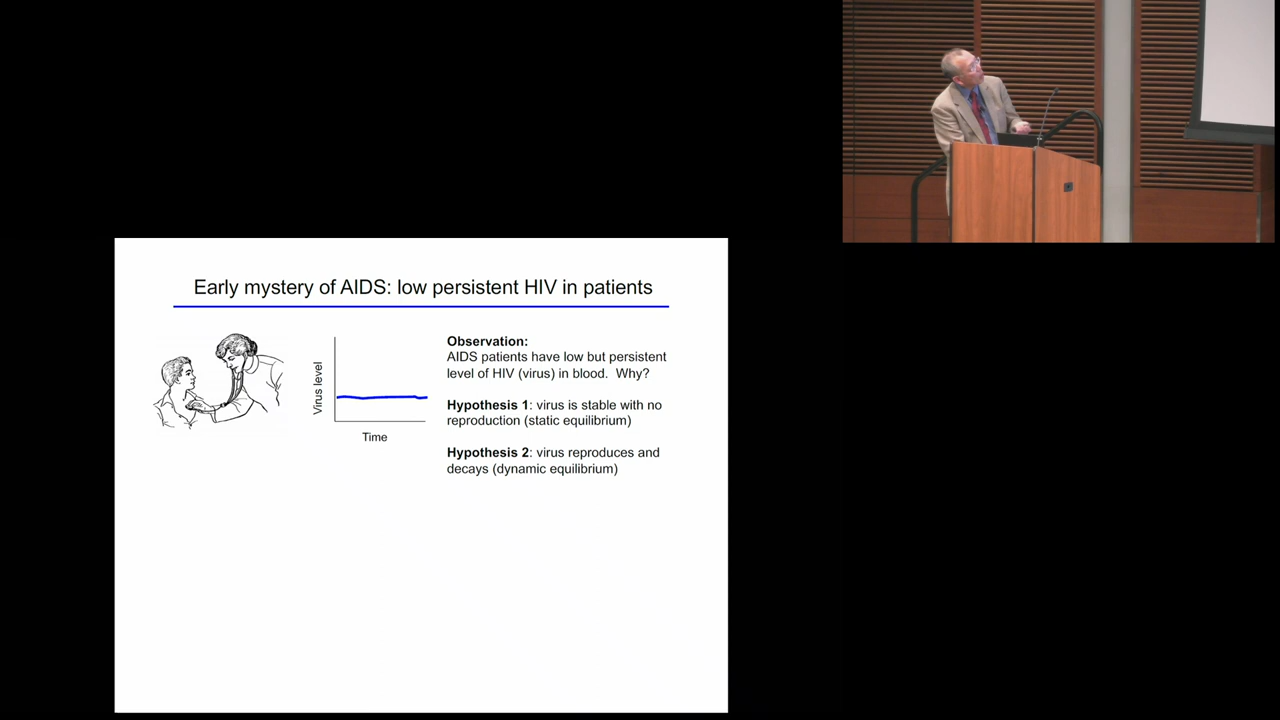 Early mystery of AIDS: low persistent HIV in patients
Virus level
Time
Observation:
AIDS patients have low but persistent
level of HIV (virus) in blood.  Why?
Hypothesis 1: virus is stable with no
reproduction (static equilibrium)
Hypothesis 2: virus reproduces and
decays (dynamic equilibrium)